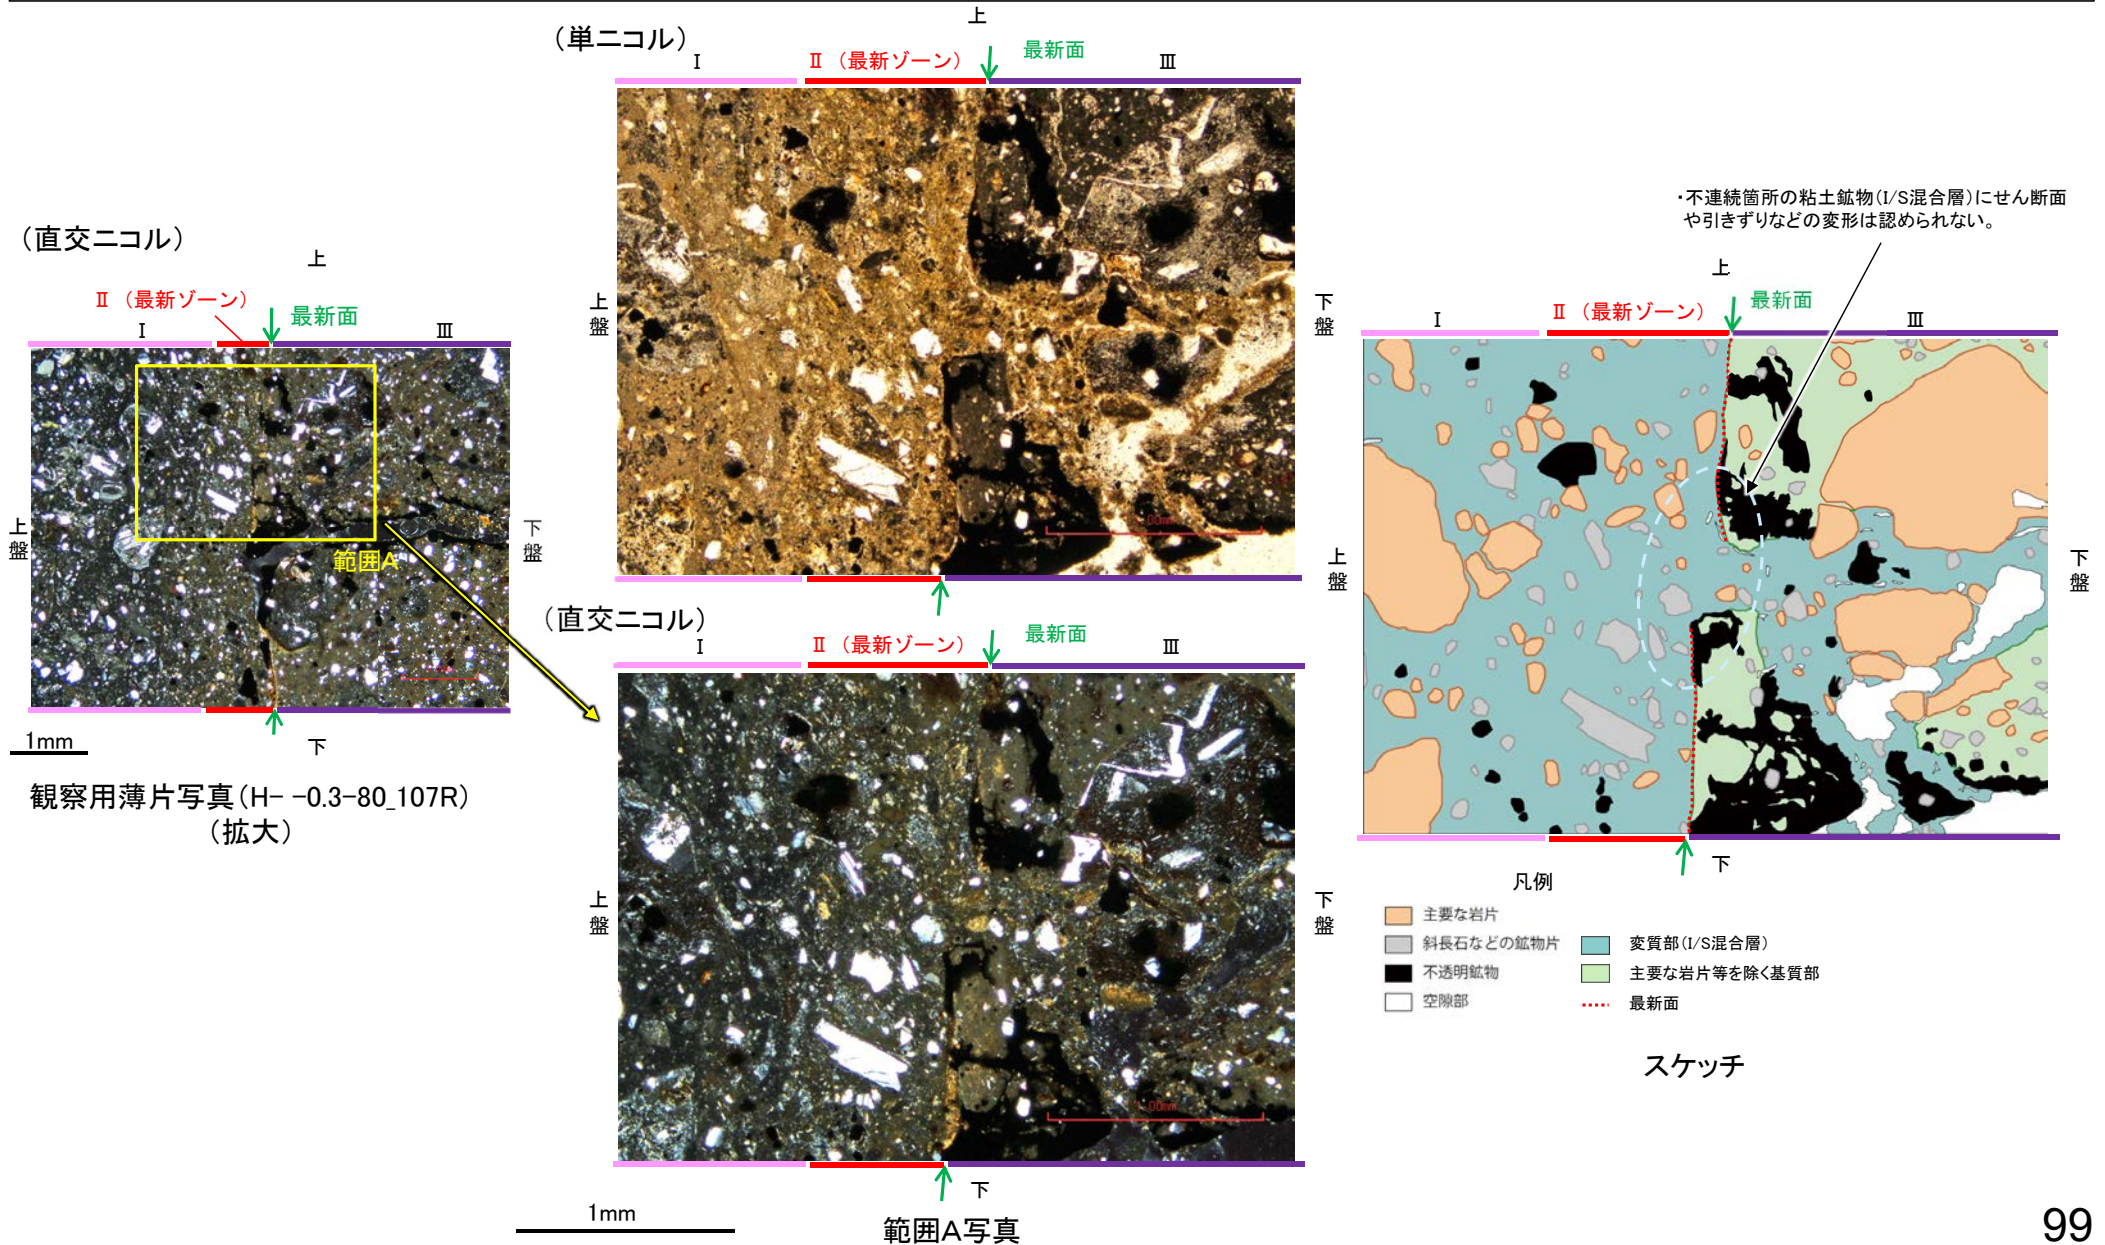 (直交ニコル)
上
Ⅱ (最新ゾーン)
最新面
Ⅰ
Ⅲ
上盤
下盤
範囲A
下
1mm
観察用薄片写真(H- -0.3-80_107R)
(拡大)
(単ニコル)
上
Ⅰ
Ⅱ (最新ゾーン)
最新面
Ⅲ
上盤
下盤
(直交ニコル)
Ⅰ
Ⅱ (最新ゾーン)
最新面
Ⅲ
上盤
下盤
1.00mm
下
1mm
範囲A写真
・不連続箇所の粘土鉱物(I/S混合層)にせん断面
や引きずりなどの変形は認められない。
上
Ⅰ
Ⅱ (最新ゾーン)
最新面
Ⅲ
上盤
下盤
下
凡例
主要な岩片
斜長石などの鉱物片
不透明鉱物
空隙部
変質部(I/S混合層)
主要な岩片等を除く基質部
最新面
スケッチ
99